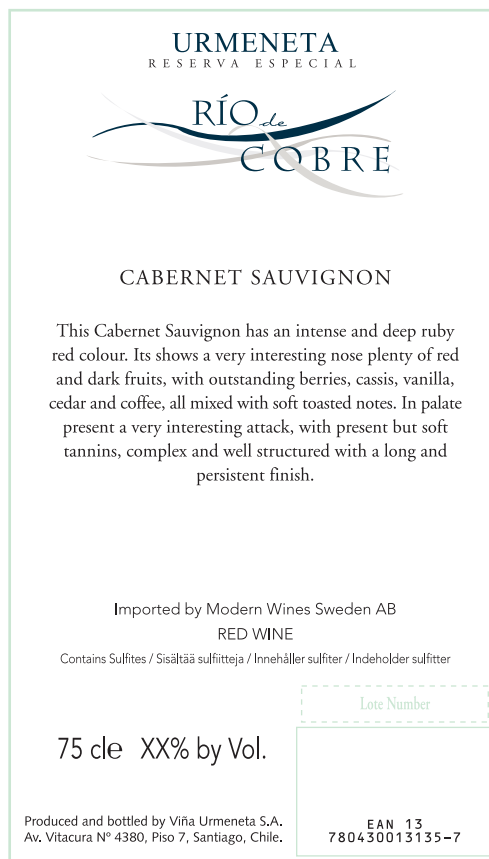 URMENETA
RESERVA ESPECIAL
RÍO de
COBRE
CABERNET SAUVIGNON
This Cabernet Sauvignon has an intense and deep ruby
red colour. Its shows a very interesting nose plenty of red
and dark fruits, with outstanding berries, cassis, vanilla,
cedar and coffee, all mixed with soft toasted notes. In palate
present a very interesting attack, with present but soft
tannins, complex and well structured with a long and
persistent finish.
Imported by Modern Wines Sweden AB
RED WINE
Contains Sulfites / Sisältää sulfiitteja / Innehåller sulfiter / Indeholder sulfitter
Lote Number
75 cle XX% by Vol.
Produced and bottled by Viña Urmeneta S.A.
Av. Vitacura Nº 4380, Piso 7, Santiago, Chile.
EAN 13
780430013135-7